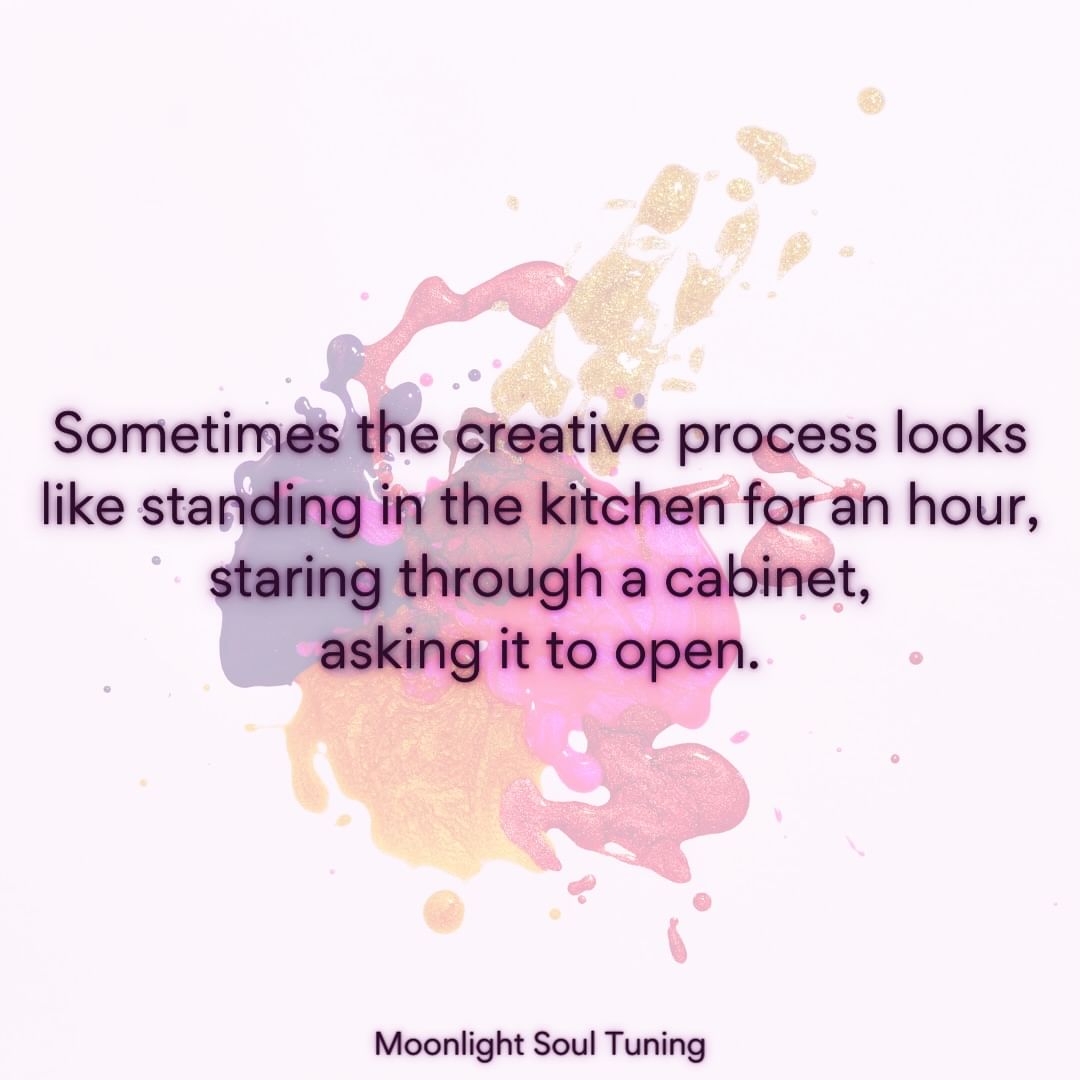 Sometimes the creative process looks
like standing in the kitchen for an hour,
staring through a cabinet,
asking it to open.
Moonlight Soul Tuning